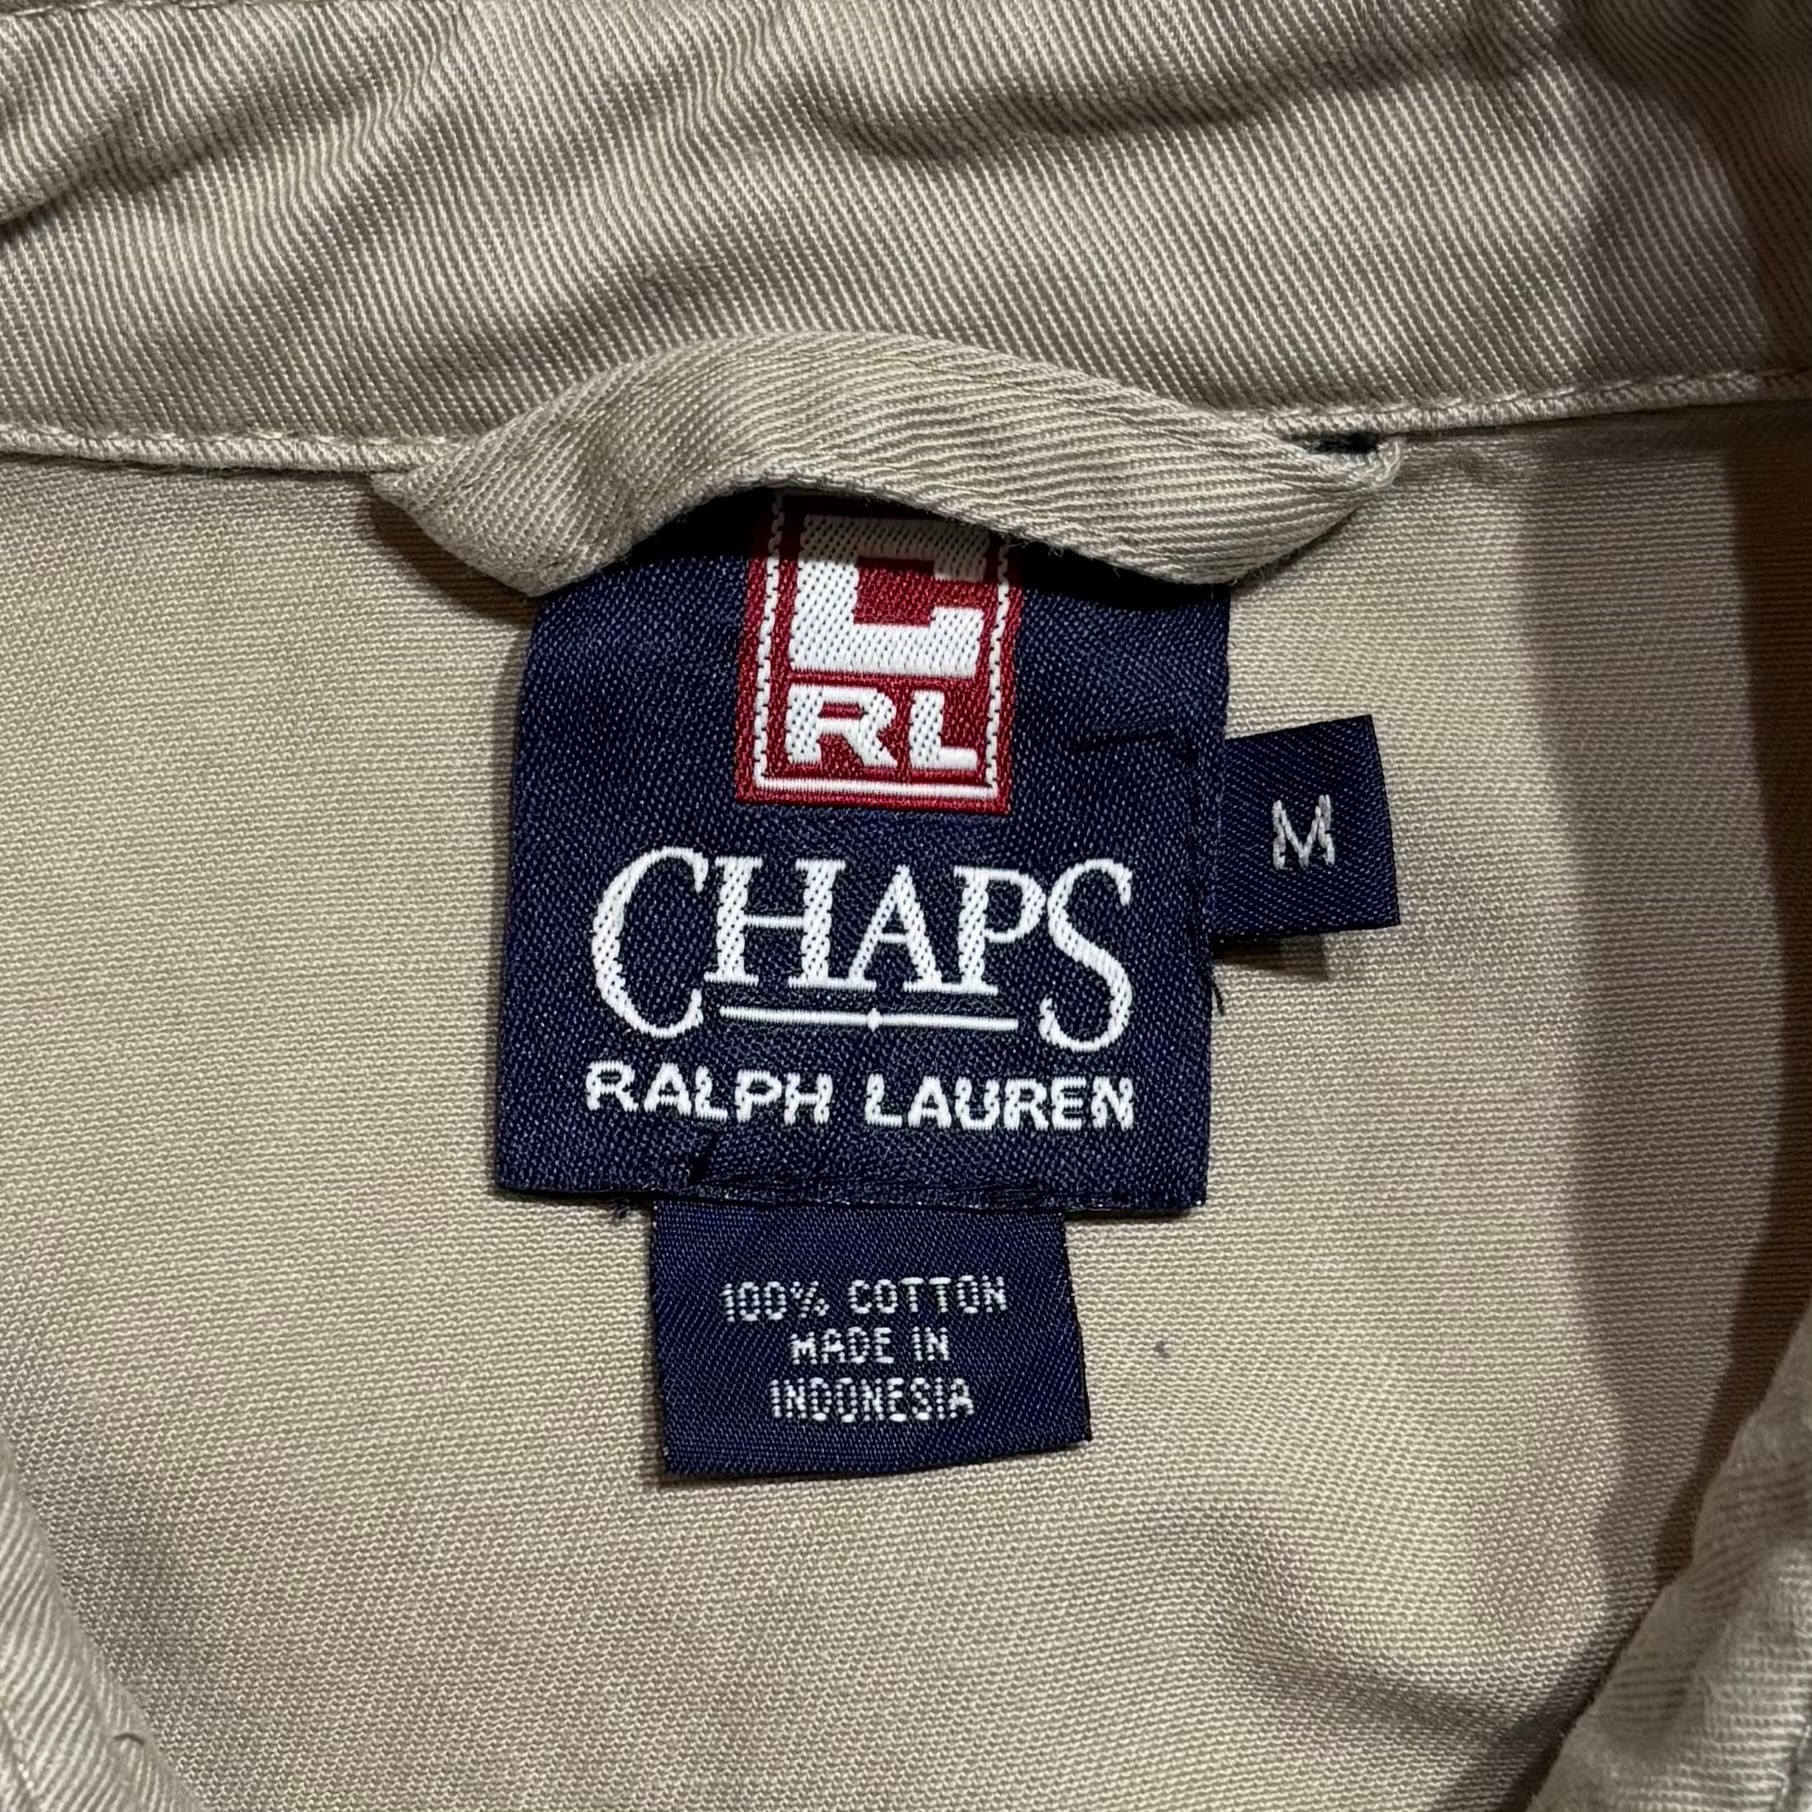 C
RL
CHAPS
RALPH LAUREN
M
100% COTTON
MADE IN
INDONESIA